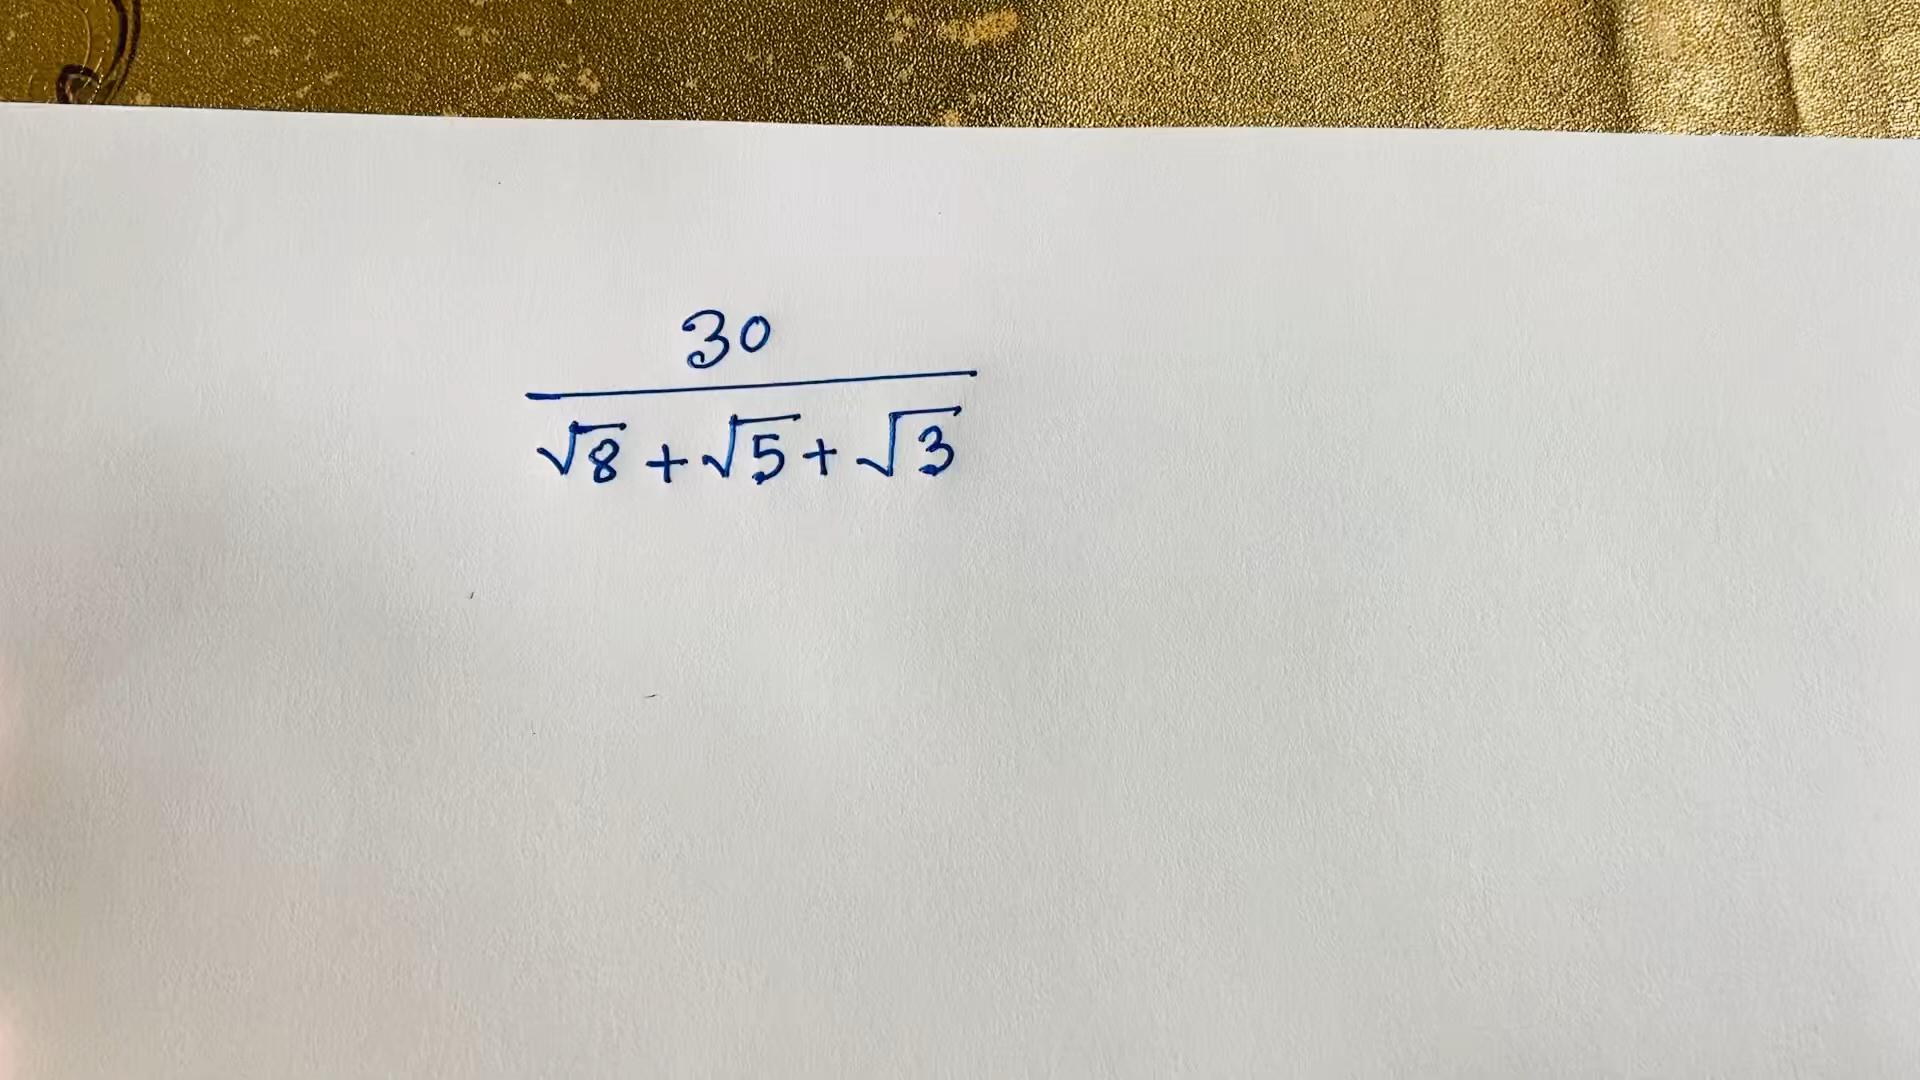 30
√8 + √5 + √3